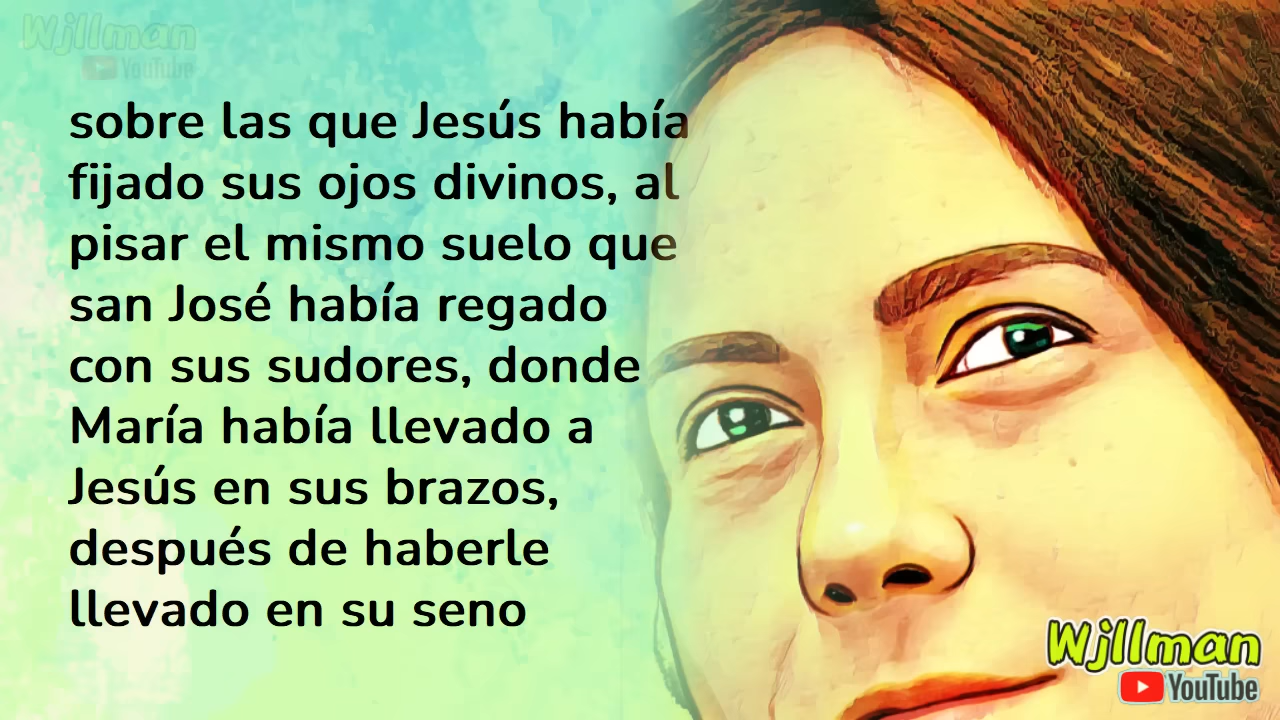 Wjllman
YouTube
sobre las que Jesús había
fijado sus ojos divinos, al
pisar el mismo suelo que
san José había regado
con sus sudores, donde
María había llevado a
Jesús en sus brazos,
después de haberle
llevado en su seno
Wjllman
YouTube